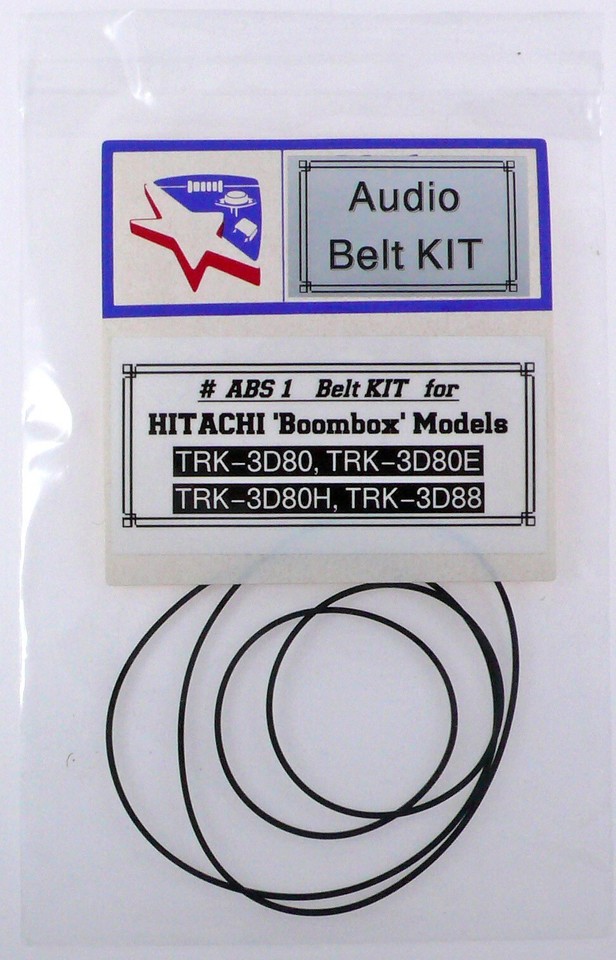 Audio
Belt KIT
# ABS 1 Belt KIT for
HITACHI 'Boombox' Models
TRK-3D80, TRK-3D80E
TRK-3D80H, TRK-3D88